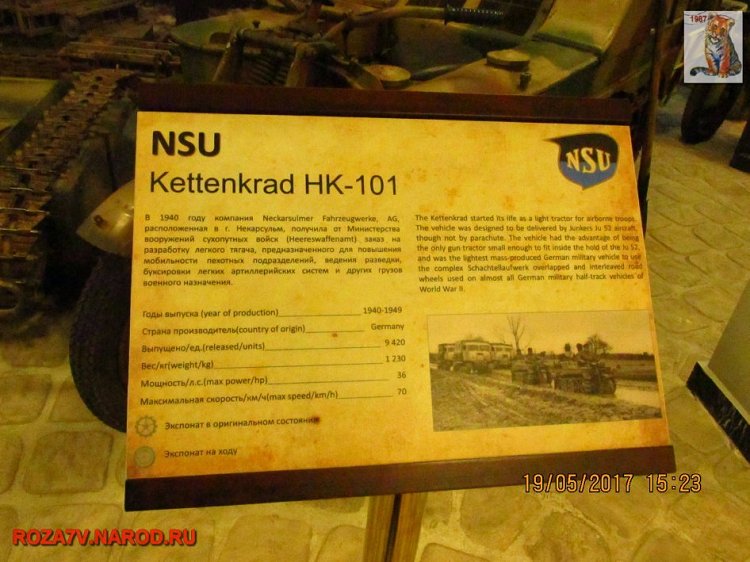 1987
NSU
Kettenkrad HK-101
NSU
В 1940 году компания Neckarsulmer Fahrzeugwerke, AG,
расположенная в г. Некарсульм, получила от Министерства
вооружений сухопутных войск (Heereswaffenamt) заказ на
разработку легкого тягача, предназначенного для повышения
мобильности пехотных подразделений, ведения разведки,
буксировки легких артиллерийских систем и других грузов
военного назначения.
The Kettenkrad started its life as a light tractor for airborne troops.
The vehicle was designed to be delivered by Junkers Ju 52 aircraft,
though not by parachute. The vehicle had the advantage of being
the only gun tractor small enough to fit inside the hold of the Ju 52,
and was the lightest mass-produced German military vehicle to use
the complex Schachtellaufwerk overlapped and interleaved road
wheels used on almost all German military half-track vehicles of
World War II.
Годы выпуска (year of production) 1940-1949
Страна производитель(country of origin) Germany
Выпущено/ед.(released/units) 9 420
Вес/кг(weight/kg) 1 230
Мощность/л.с.(max power/hp) 36
Максимальная скорость/км/ч(max speed/km/h) 70
Экспонат в оригинальном состоянии
Экспонат на ходу
19/05/2017 15:23
ROZA7V.NAROD.RU